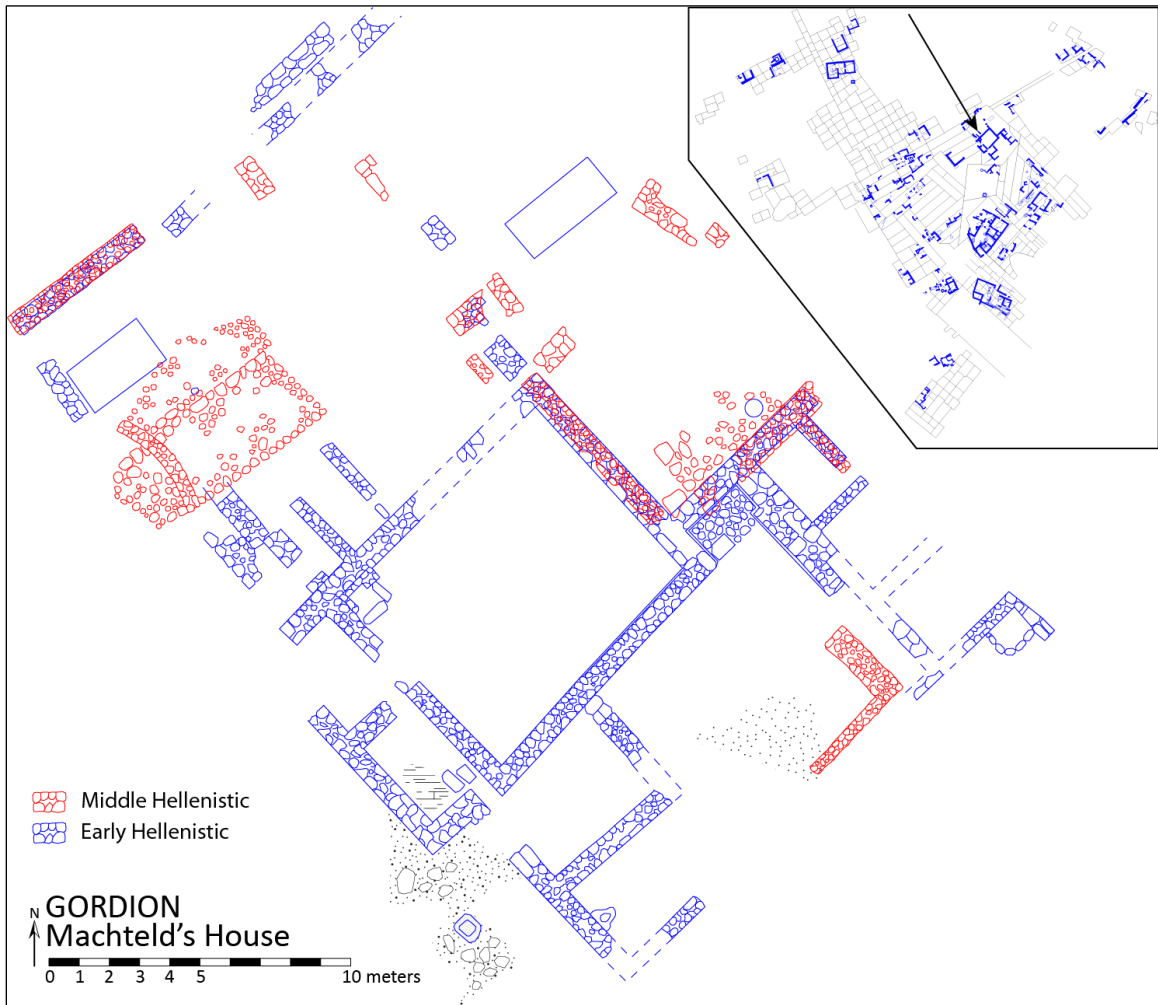 Middle Hellenistic
Early Hellenistic
N
GORDION
Machteld's House
0 1 2 3 4 5 10 meters